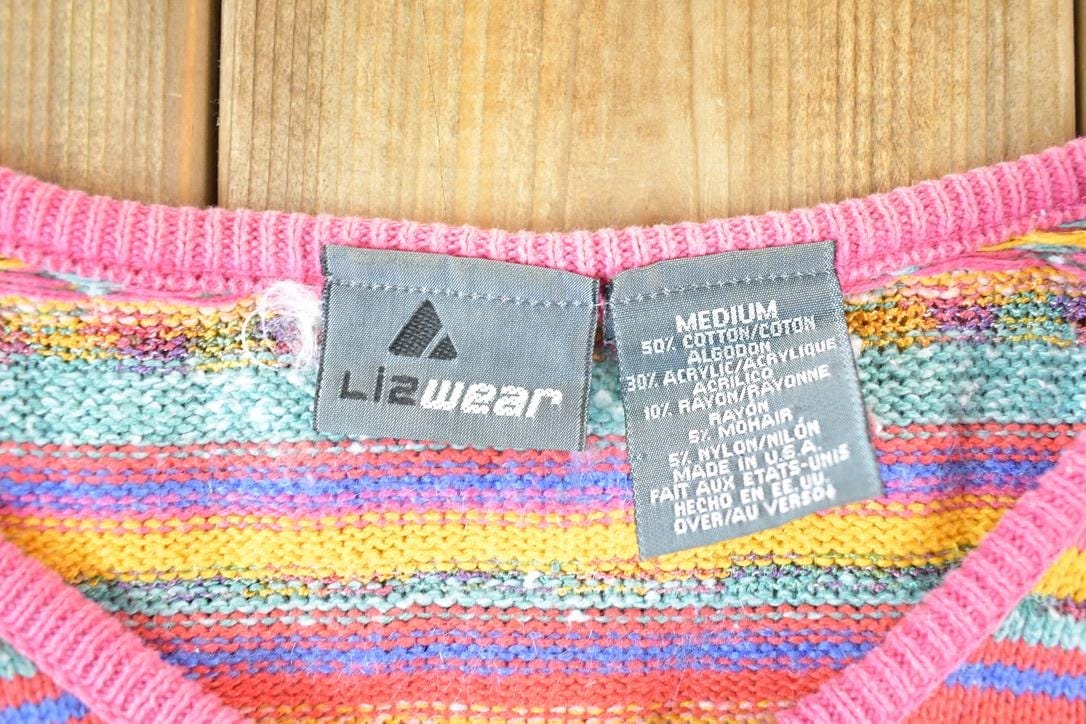 Lizwear
MEDIUM
50% COTTON/COTON
ALGODON
30% ACRYLIC/ACRYLIQUE
ACRILICO
10% RAYON/RAYONNE
RAYON
5% MOHAIR
5% NYLON/NILÓN
MADE IN U.S.A.
FAIT AUX ETATS-UNIS
HECHO EN EE.UU.
OVER/AU VERSO